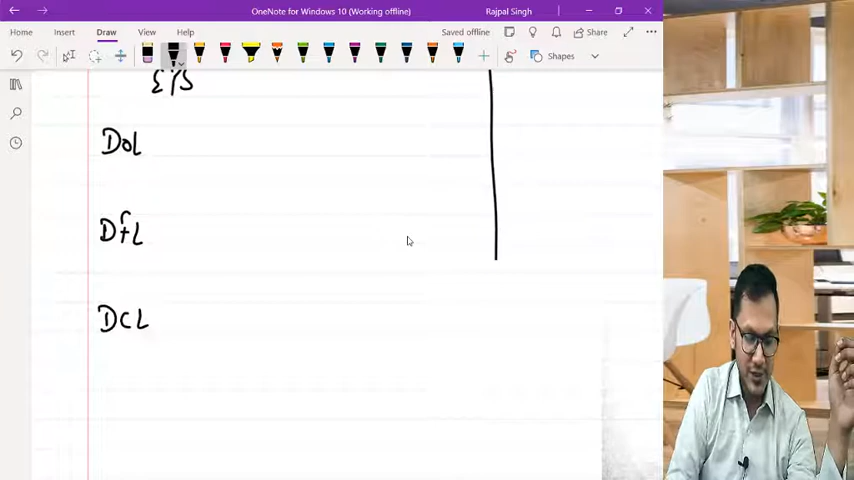 OneNote for Windows 10 (Working offline)
Rajpal Singh
Home Insert Draw View Help
Saved offline Share
Shapes
DOL
DFL
DCL